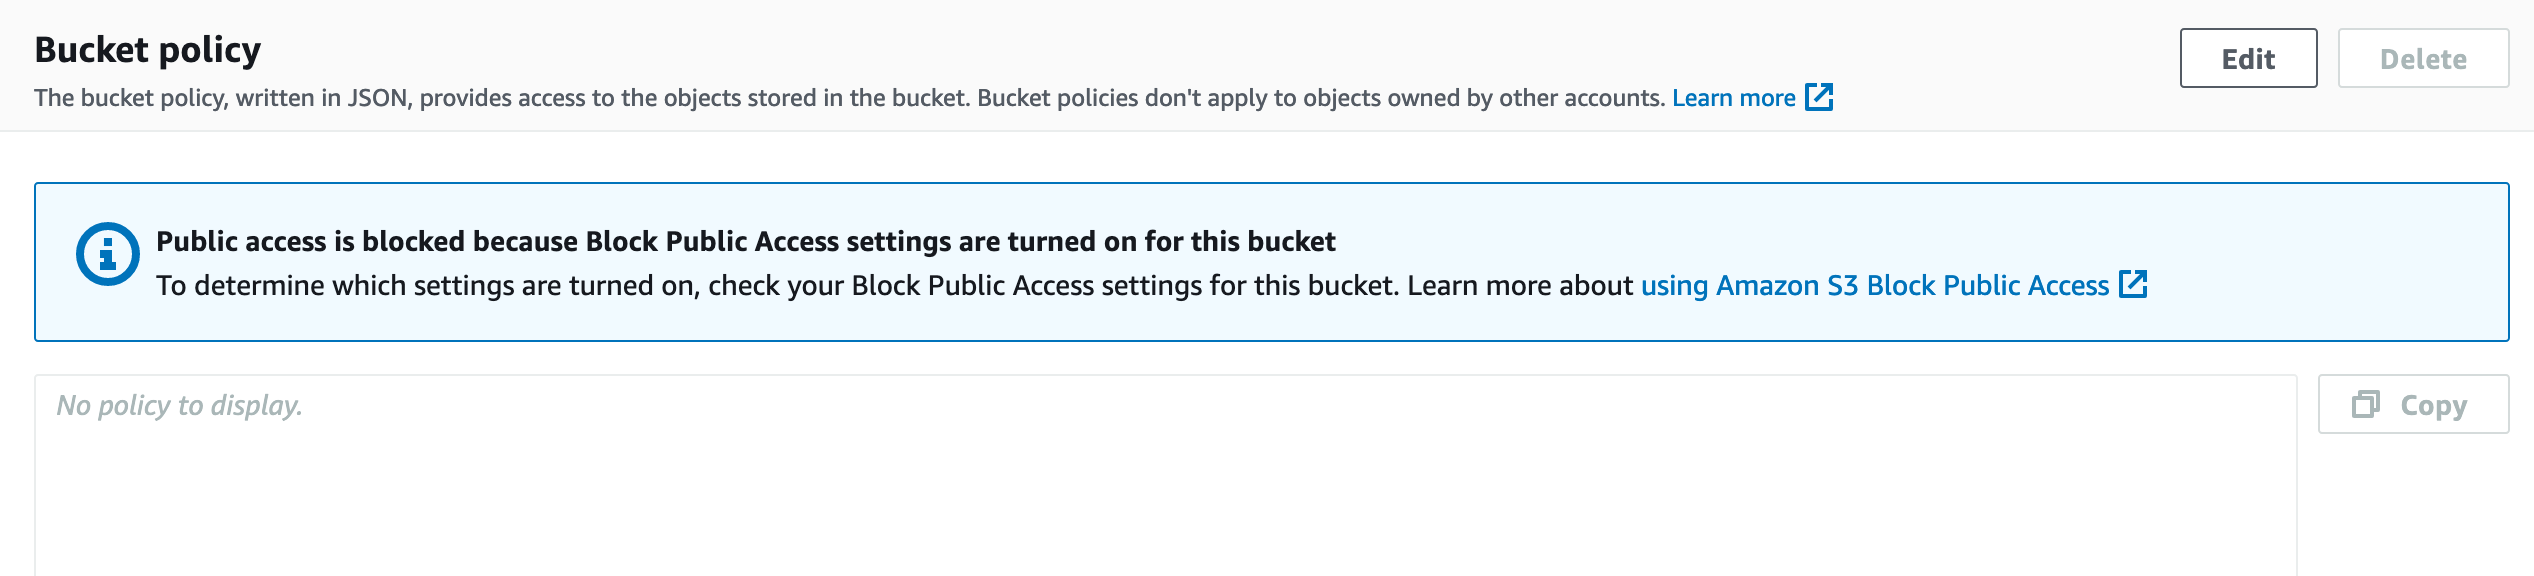 Bucket policy
Edit
Delete
The bucket policy, written in JSON, provides access to the objects stored in the bucket. Bucket policies don't apply to objects owned by other accounts. Learn more
Public access is blocked because Block Public Access settings are turned on for this bucket
To determine which settings are turned on, check your Block Public Access settings for this bucket. Learn more about using Amazon S3 Block Public Access
No policy to display.
Copy